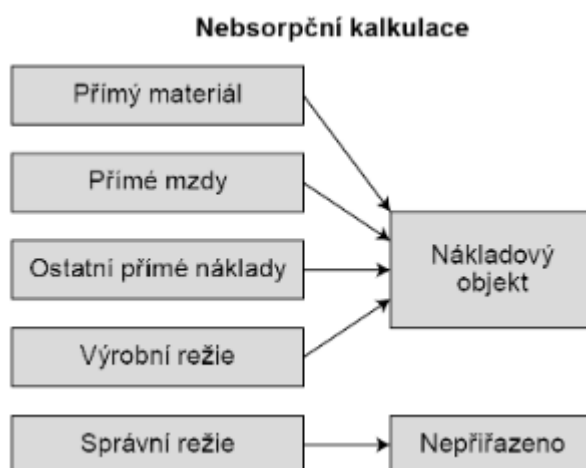 Nebsorpční kalkulace
Přímý materiál
Přímé mzdy
Ostatní přímé náklady
Výrobní režie
Správní režie
Nákladový
objekt
Nepřiřazeno